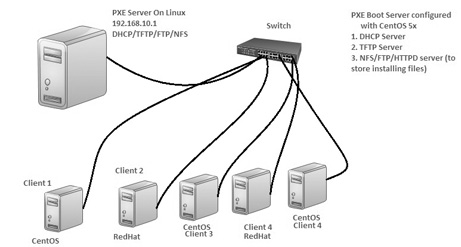 PXE Server On Linux
192.168.10.1
DHCP/TFTP/FTP/NFS
Switch
PXE Boot Server configured
with CentOS 5x
1. DHCP Server
2. TFTP Server
3. NFS/FTP/HTTPD server (to
store installing files)
Client 1
CentOS
Client 2
RedHat
CentOS
Client 3
Client 4
RedHat
CentOS
Client 4